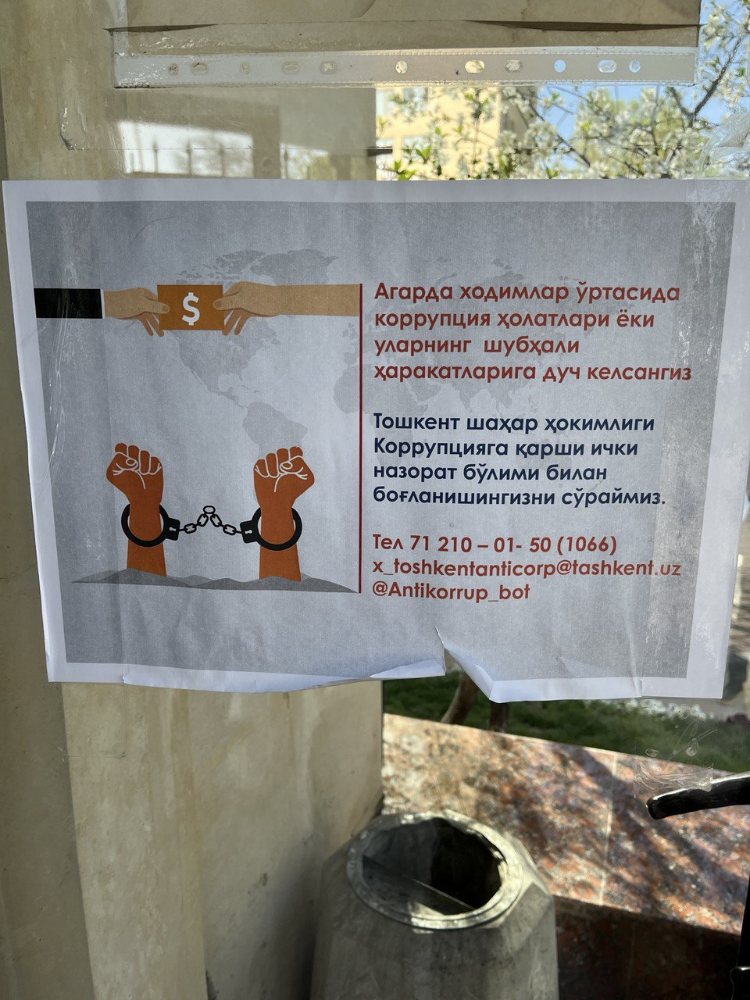 $
Агарда ходимлар ўртасида
коррупция ҳолатлари ёки
уларнинг шубҳали
ҳаракатларига дуч келсангиз
Тошкент шаҳар ҳокимлиги
Коррупцияга қарши ички
назорат бўлими билан
боғланишингизни сўраймиз.
Тел 71 210 – 01- 50 (1066)
x_toshkentanticorp@tashkent.uz
@Antikorrup_bot